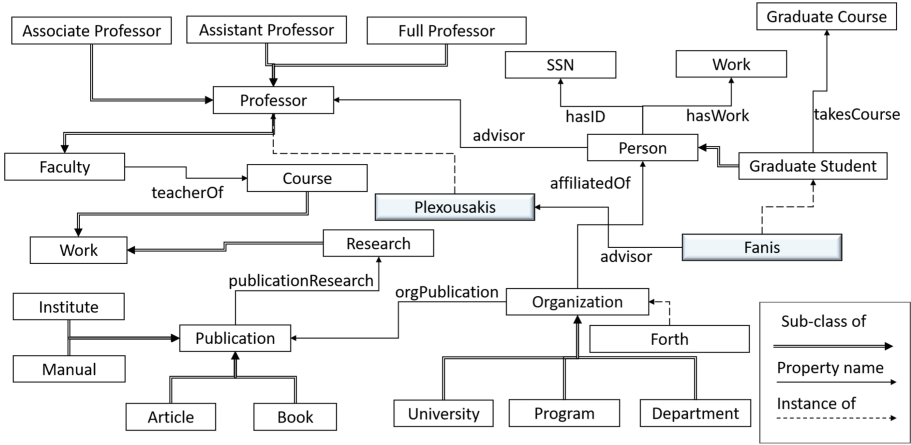 Graduate Course
Associate Professor
Assistant Professor
Full Professor
SSN
Work
Professor
hasID
hasWork
takesCourse
advisor
Person
Faculty
Graduate Student
teacherOf
Course
affiliatedOf
Plexousakis
Work
Research
advisor
Fanis
publicationResearch
orgPublication
Institute
Organization
Publication
Forth
Manual
Article
Book
University
Program
Department
Sub-class of
Property name
Instance of